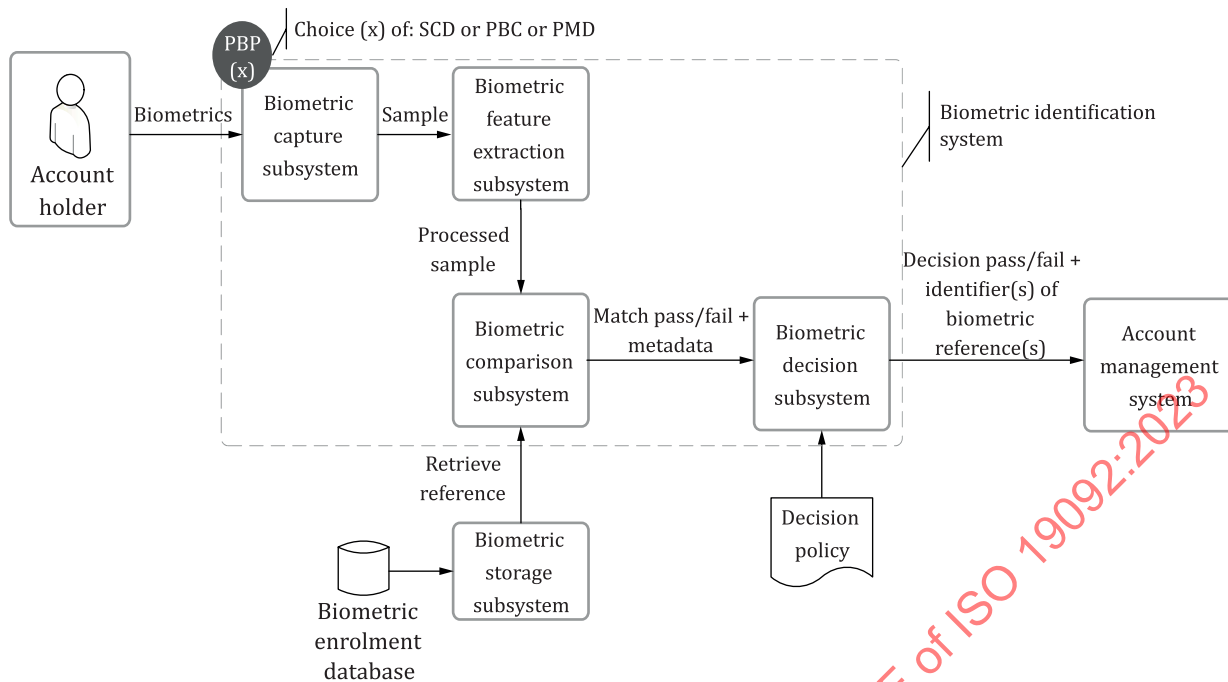 PBP
(x)
Choice (x) of: SCD or PBC or PMD
Account
holder
Biometrics
Biometric
capture
subsystem
Sample
Biometric
feature
extraction
subsystem
Biometric identification
system
Processed
sample
Biometric
comparison
subsystem
Match pass/fail +
metadata
Biometric
decision
subsystem
Decision pass/fail +
identifier(s) of
biometric
reference(s)
Account
management
system
Retrieve
reference
Biometric
storage
subsystem
Biometric
enrolment
database
Decision
policy
of ISO 19092:2023